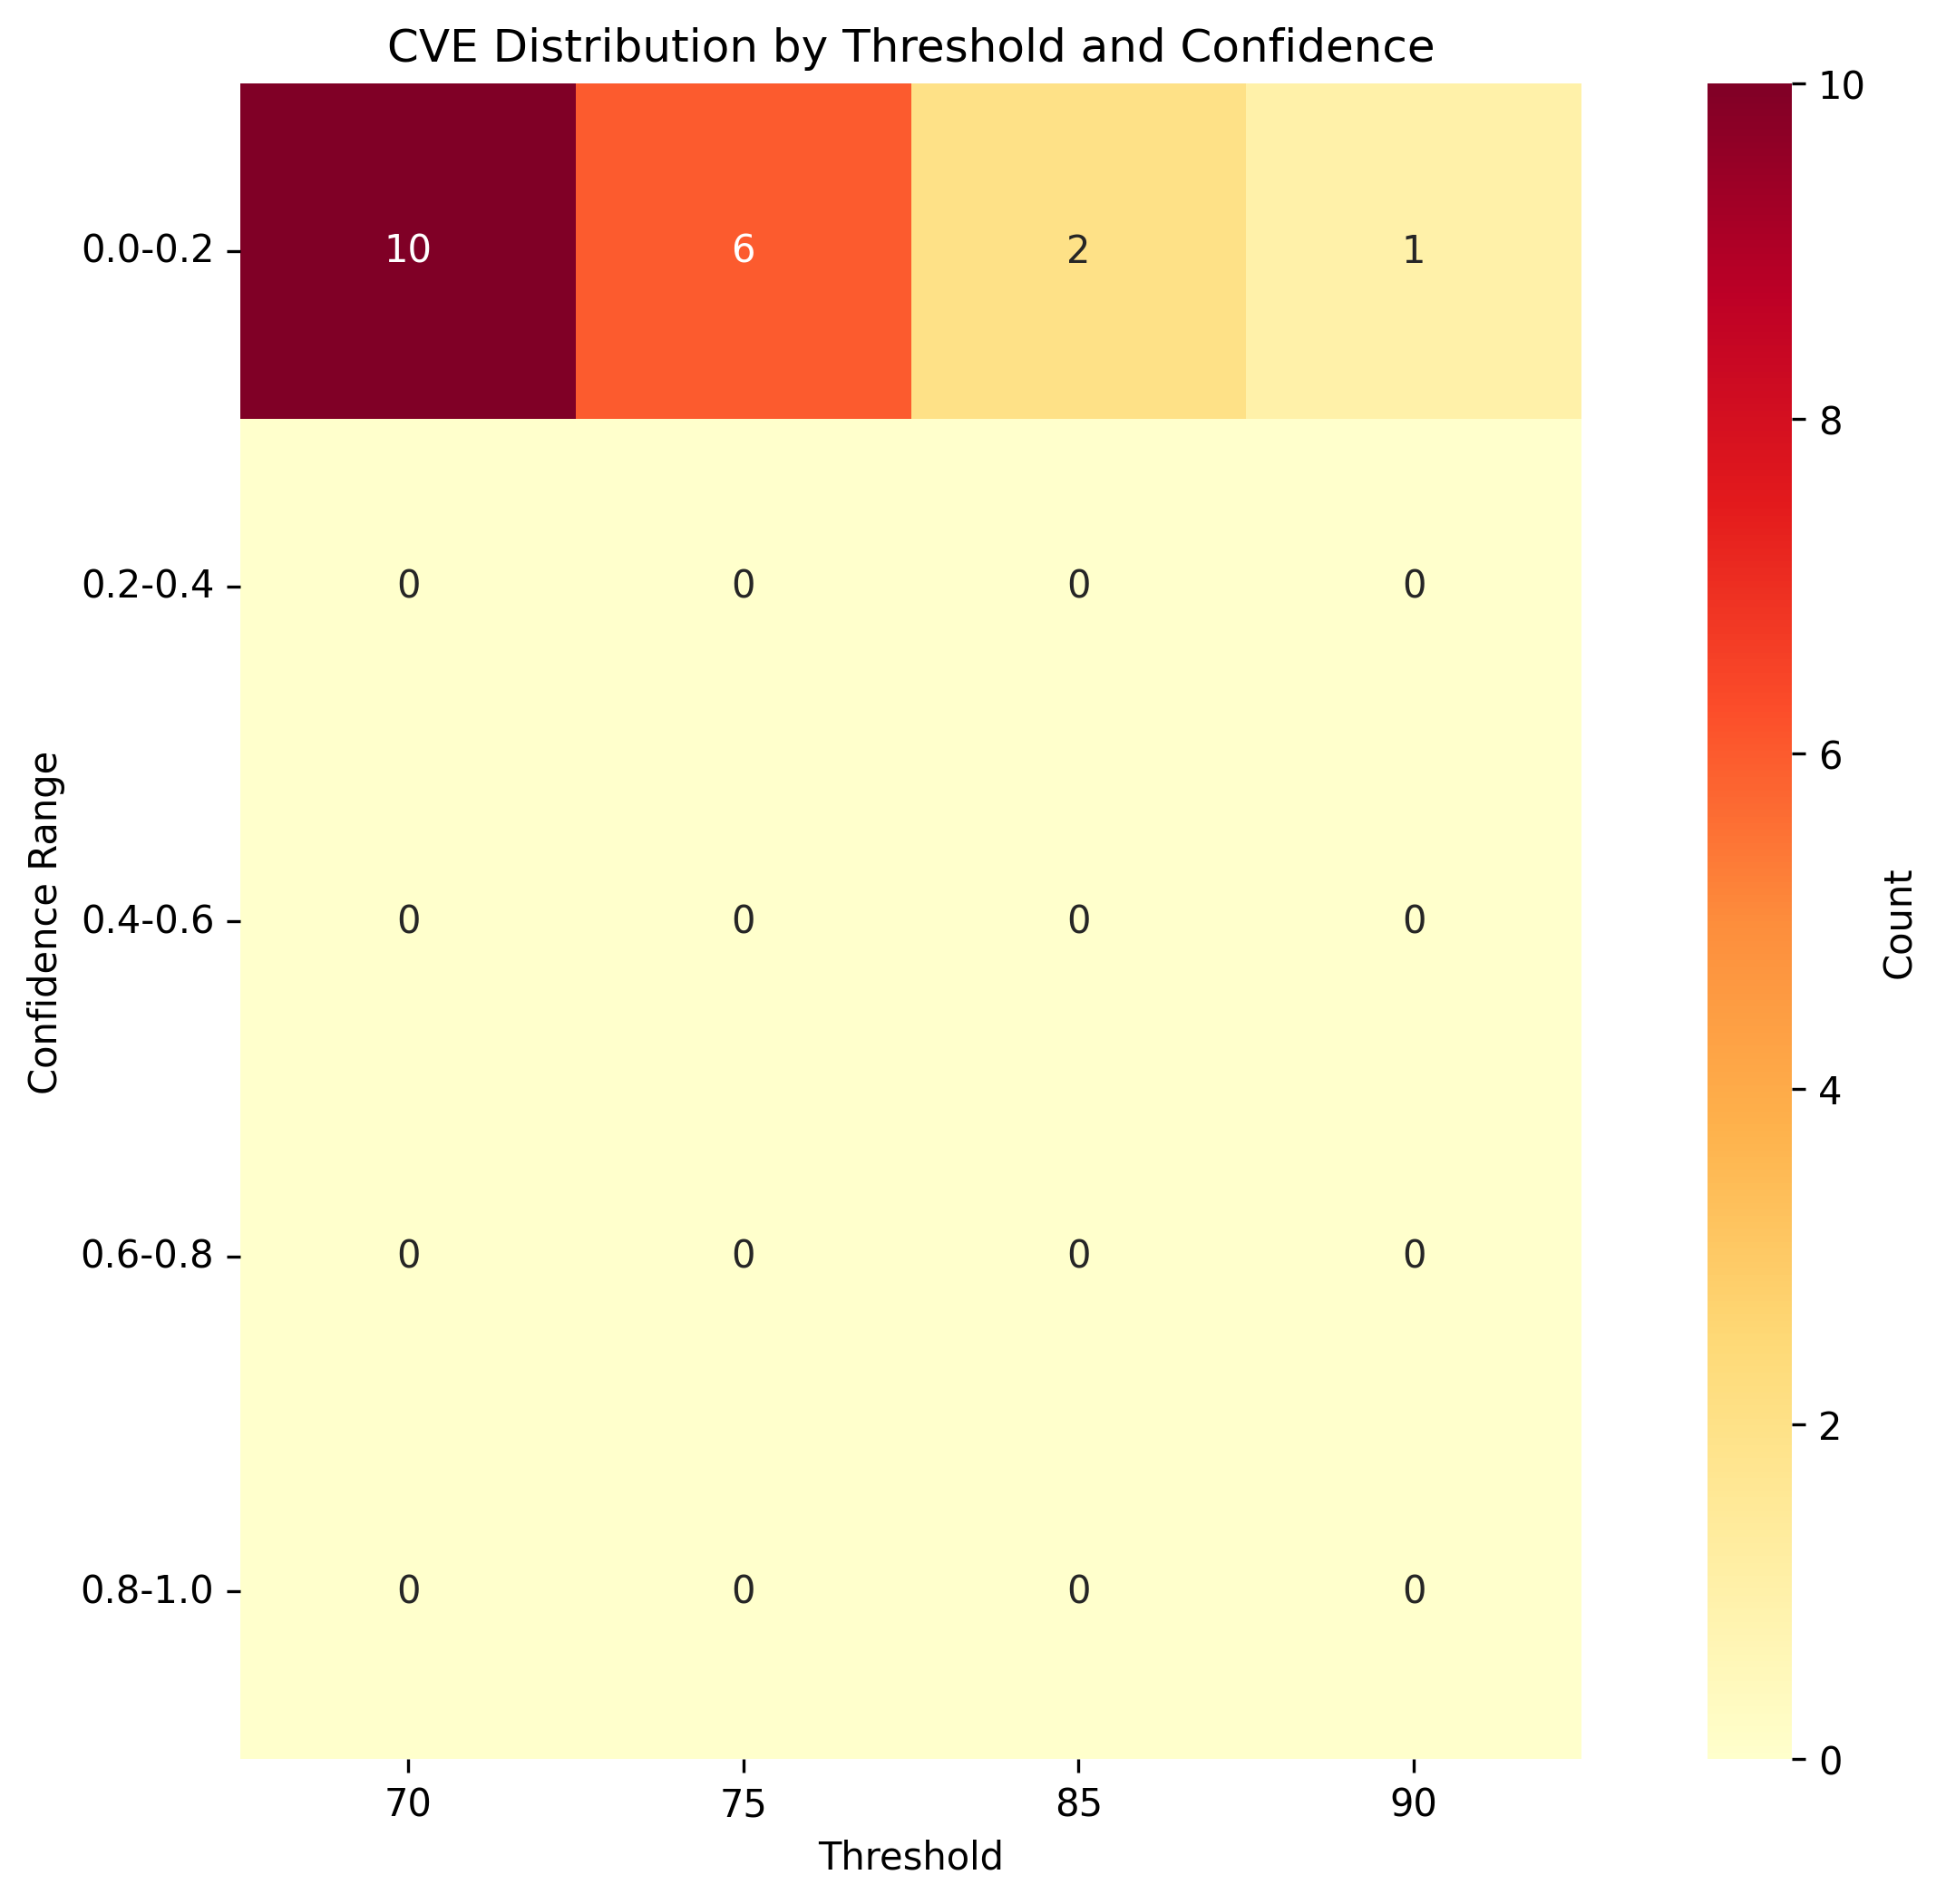 CVE Distribution by Threshold and Confidence
0.0-0.2 10 6 2 1
0.2-0.4 0 0 0 0
0.4-0.6 0 0 0 0
0.6-0.8 0 0 0 0
0.8-1.0 0 0 0 0
70 75 85 90
Threshold
Confidence Range
10
8
6
4
2
0
Count